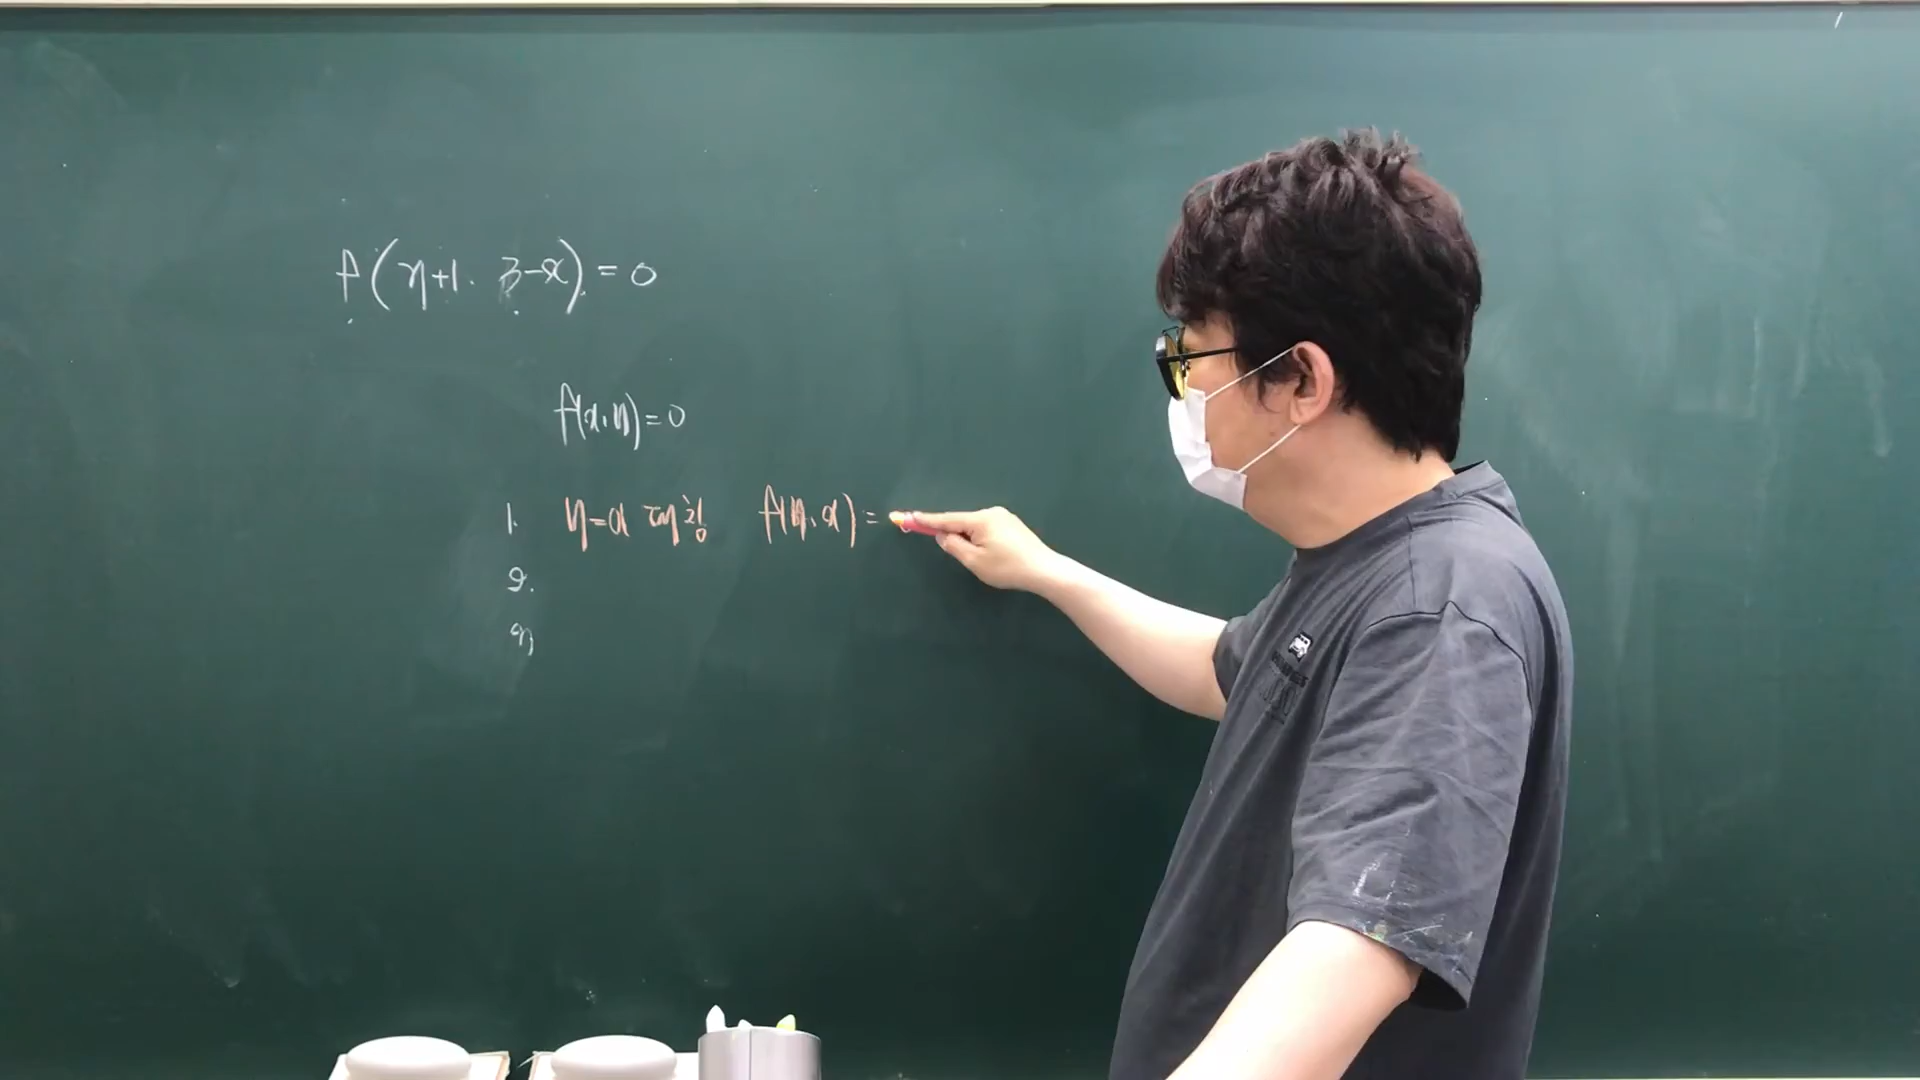 f(y+1, 3-x)=0
f(x,y)=0
1. y=x 대칭 f(y,x)=
2.
3